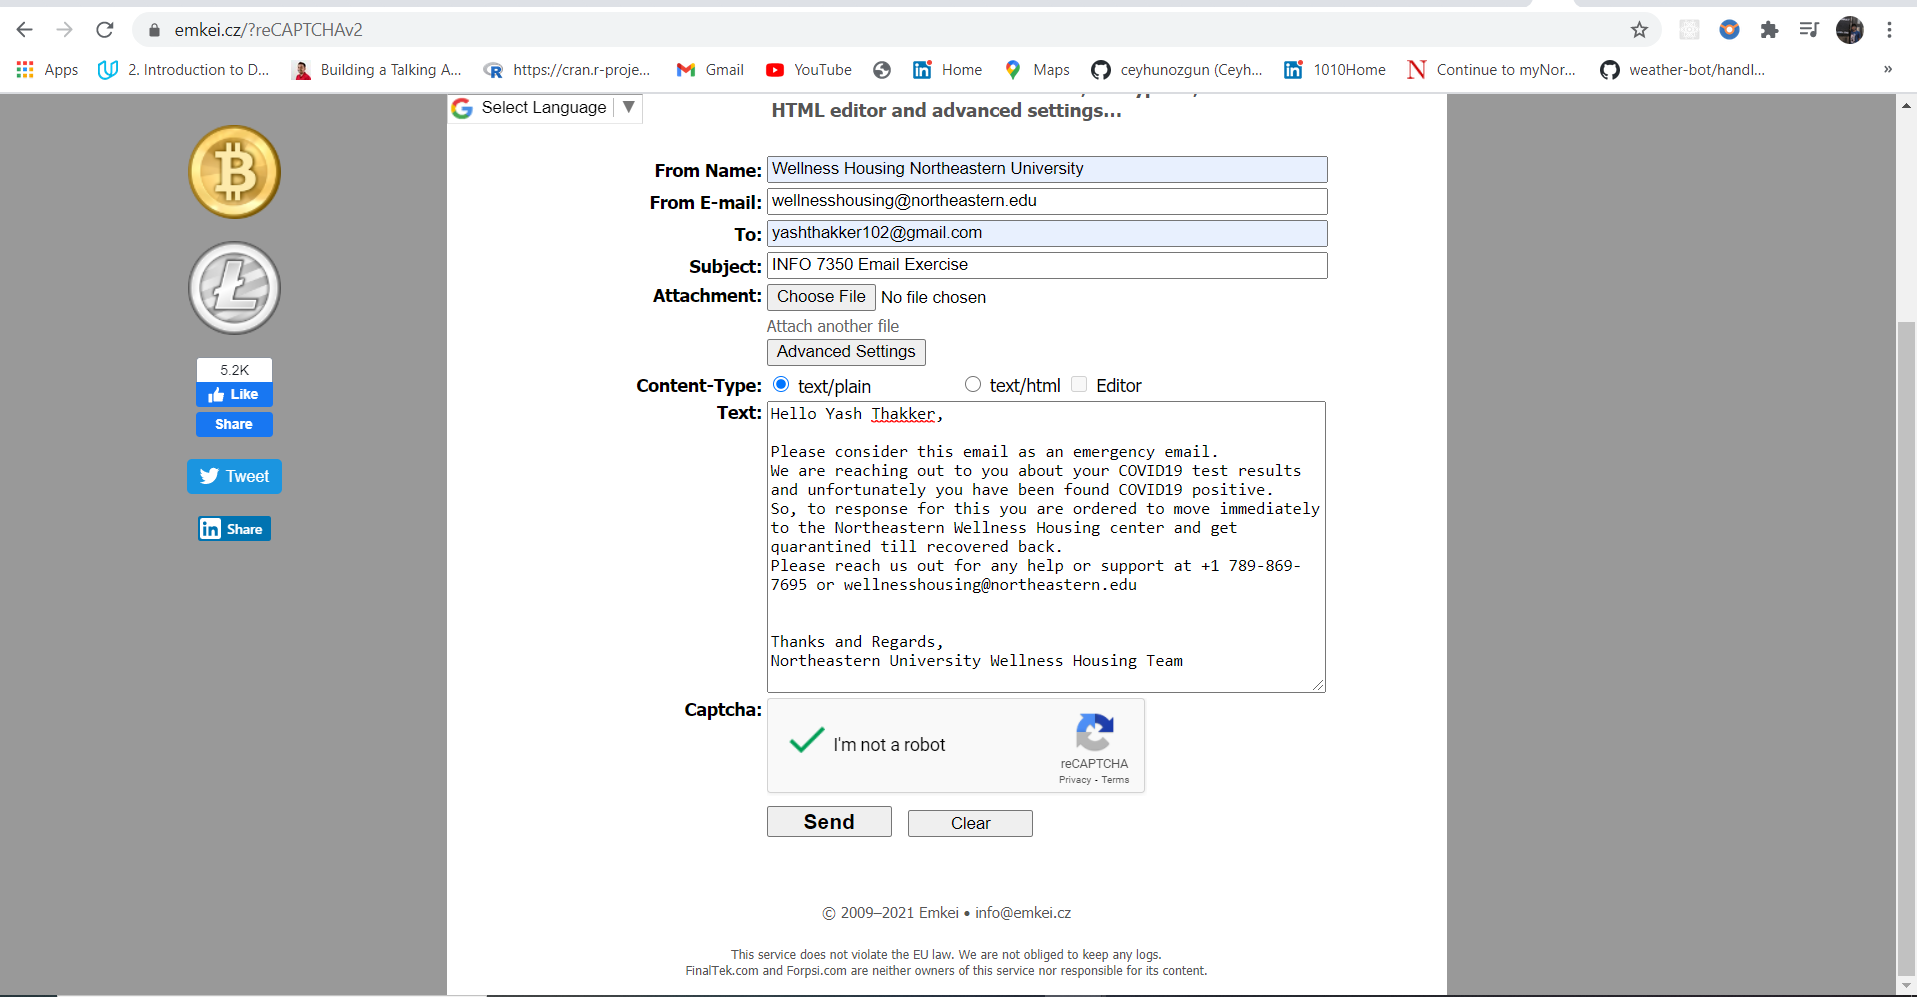 emkei.cz/?reCAPTCHAv2
Apps 2. Introduction to D... Building a Talking A... https://cran.r-proje... Gmail YouTube Home Maps ceyhunozgun (Ceyh... 1010Home Continue to myNor... weather-bot/handl... »
Select Language ▼
HTML editor and advanced settings...
From Name: Wellness Housing Northeastern University
From E-mail: wellnesshousing@northeastern.edu
To: yashthakker102@gmail.com
Subject: INFO 7350 Email Exercise
Attachment: Choose File No file chosen
Attach another file
Advanced Settings
Content-Type: text/plain text/html Editor
Text: Hello Yash Thakker,
Please consider this email as an emergency email.
We are reaching out to you about your COVID19 test results
and unfortunately you have been found COVID19 positive.
So, to response for this you are ordered to move immediately
to the Northeastern Wellness Housing center and get
quarantined till recovered back.
Please reach us out for any help or support at +1 789-869-
7695 or wellnesshousing@northeastern.edu
Thanks and Regards,
Northeastern University Wellness Housing Team
Captcha: I'm not a robot
reCAPTCHA
Privacy - Terms
Send Clear
5.2K
Like
Share
Tweet
Share
© 2009–2021 Emkei • info@emkei.cz
This service does not violate the EU law. We are not obliged to keep any logs.
FinalTek.com and Forpsi.com are neither owners of this service nor responsible for its content.